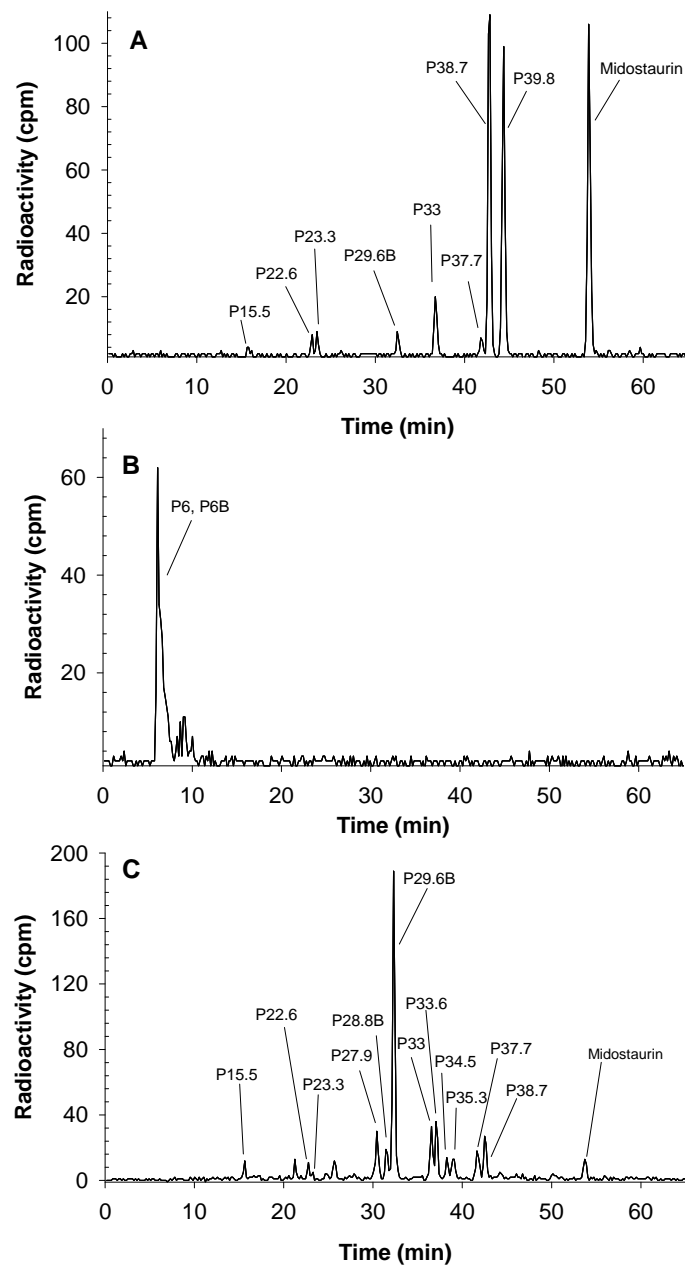 A
Radioactivity (cpm)
100
80
60
40
20
P38.7
P39.8
Midostaurin
P33
P23.3
P29.6B
P37.7
P22.6
P15.5
0 10 20 30 40 50 60
Time (min)
B
Radioactivity (cpm)
60
40
20
P6, P6B
0 10 20 30 40 50 60
Time (min)
C
Radioactivity (cpm)
200
160
120
80
40
0
P29.6B
P22.6
P28.8B
P33.6
P27.9
P33
P34.5
P37.7
P15.5
P23.3
P35.3
P38.7
Midostaurin
0 10 20 30 40 50 60
Time (min)